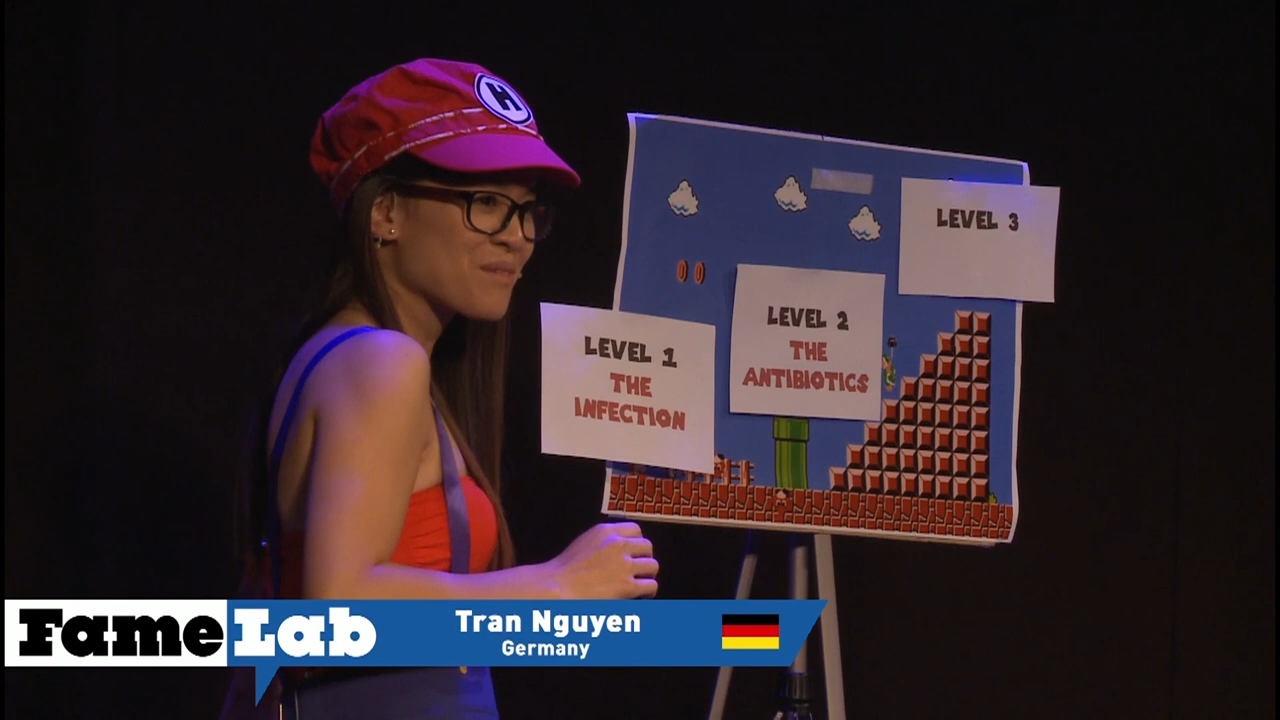 H
LEVEL 3
LEVEL 2
THE
ANTIBIOTICS
LEVEL 1
THE
INFECTION
FameLab
Tran Nguyen
Germany